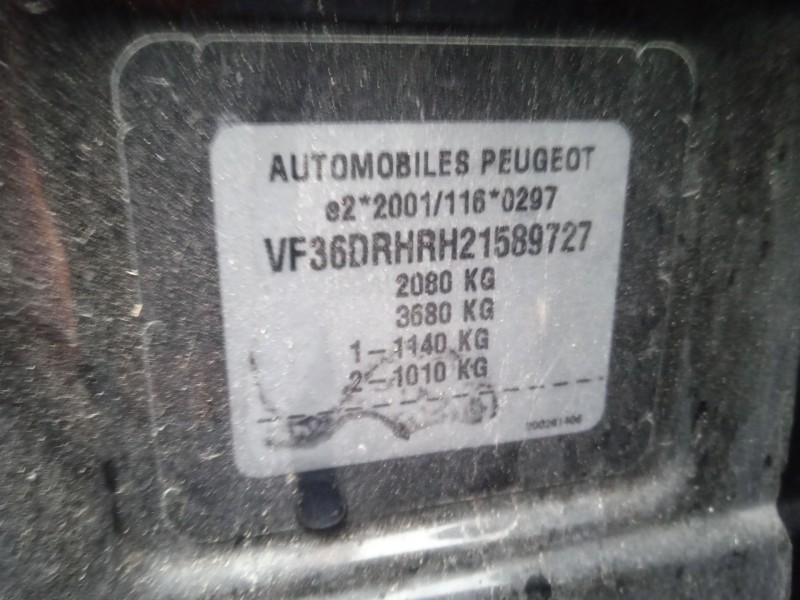 AUTOMOBILES PEUGEOT
e2*2001/116*0297
VF36DRHRH21589727
2080 KG
3680 KG
1-1140 KG
2-1010 KG